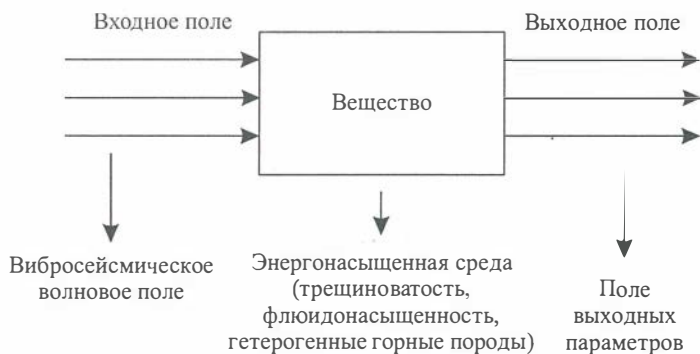 Входное поле
Выходное поле
Вещество
Вибросейсмическое
волновое поле
Энергонасыщенная среда
(трещиноватость,
флюидонасыщенность,
гетерогенные горные породы)
Поле
выходных
параметров